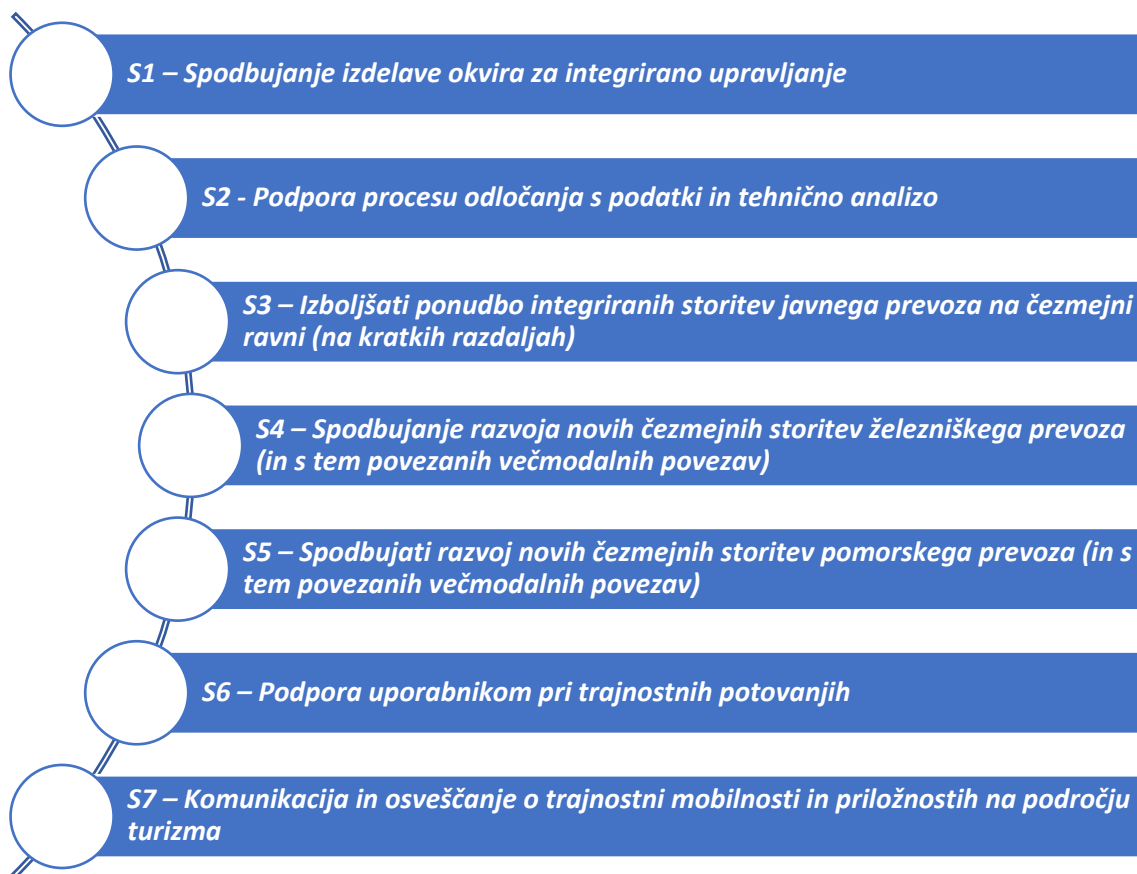 S1 – Spodbujanje izdelave okvira za integrirano upravljanje
S2 - Podpora procesu odločanja s podatki in tehnično analizo
S3 – Izboljšati ponudbo integriranih storitev javnega prevoza na čezmejni
ravni (na kratkih razdaljah)
S4 – Spodbujanje razvoja novih čezmejnih storitev železniškega prevoza
(in s tem povezanih večmodalnih povezav)
S5 – Spodbujati razvoj novih čezmejnih storitev pomorskega prevoza (in s
tem povezanih večmodalnih povezav)
S6 – Podpora uporabnikom pri trajnostnih potovanjih
S7 – Komunikacija in osveščanje o trajnostni mobilnosti in priložnostih na področju
turizma